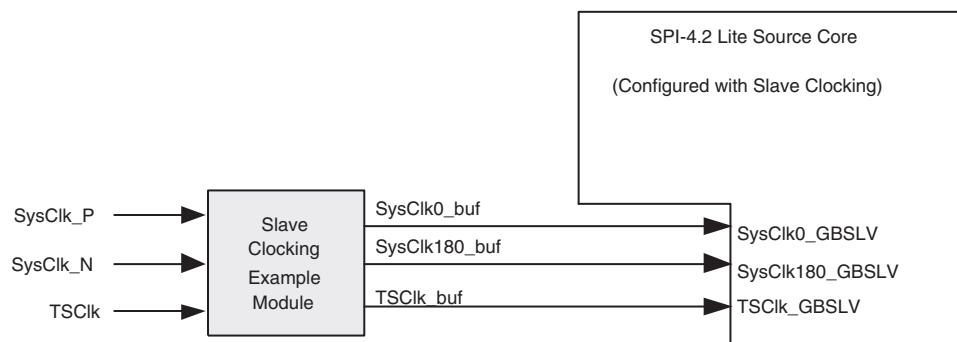 SPI-4.2 Lite Source Core
(Configured with Slave Clocking)
SysClk_P
SysClk_N
TSClk
Slave
Clocking
Example
Module
SysClk0_buf
SysClk180_buf
TSClk_buf
SysClk0_GBSLV
SysClk180_GBSLV
TSClk_GBSLV